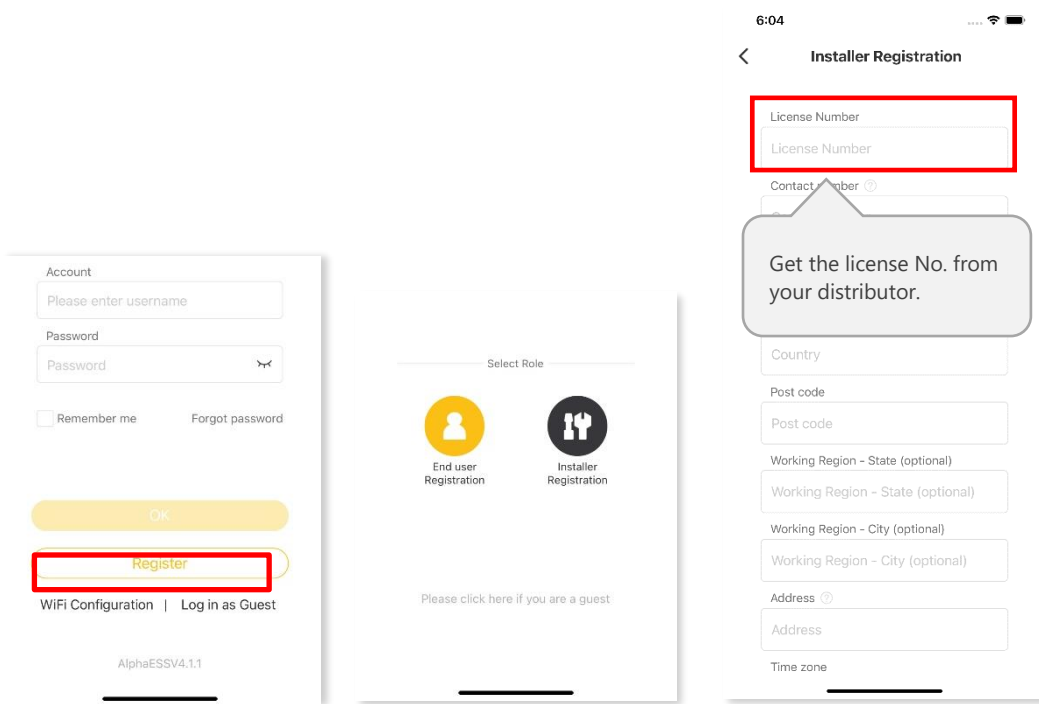 Account
Please enter username
Password
Password
Remember me
Forgot password
OK
Register
WiFi Configuration | Log in as Guest
AlphaESSV4.1.1
Select Role
End user
Registration
Installer
Registration
Please click here if you are a guest
6:04
Installer Registration
License Number
License Number
Contact
Get the license No. from
your distributor.
Country
Post code
Post code
Working Region - State (optional)
Working Region - State (optional)
Working Region - City (optional)
Working Region - City (optional)
Address
Address
Time zone